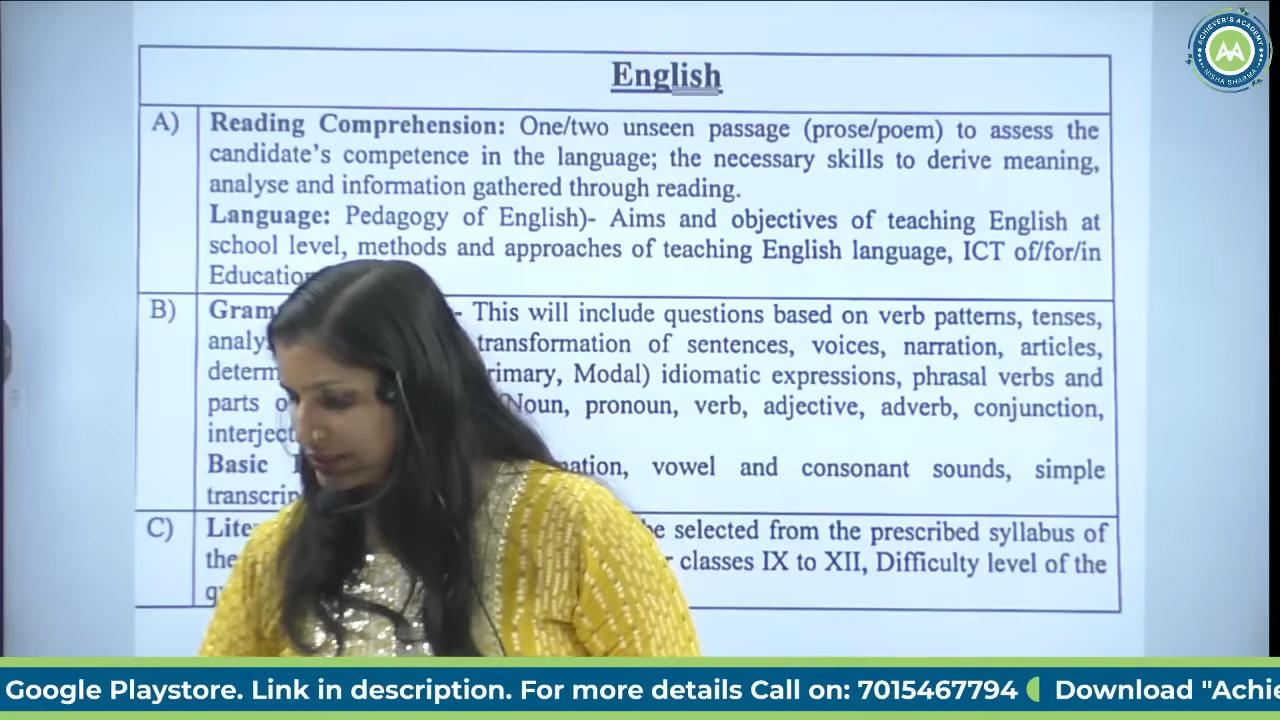 English
A) Reading Comprehension: One/two unseen passage (prose/poem) to assess the
candidate's competence in the language; the necessary skills to derive meaning,
analyse and information gathered through reading.
Language: Pedagogy of English)- Aims and objectives of teaching English at
school level, methods and approaches of teaching English language, ICT of/for/in
Educatio
B) Gram - This will include questions based on verb patterns, tenses,
analy transformation of sentences, voices, narration, articles,
determ rimary, Modal) idiomatic expressions, phrasal verbs and
parts o Noun, pronoun, verb, adjective, adverb, conjunction,
interject
Basic ation, vowel and consonant sounds, simple
transcrip
C) Lite be selected from the prescribed syllabus of
the classes IX to XII, Difficulty level of the
ACHIEVER'S ACADEMY
AA
NISHA SHARMA
Google Playstore. Link in description. For more details Call on: 7015467794 Download "Achie